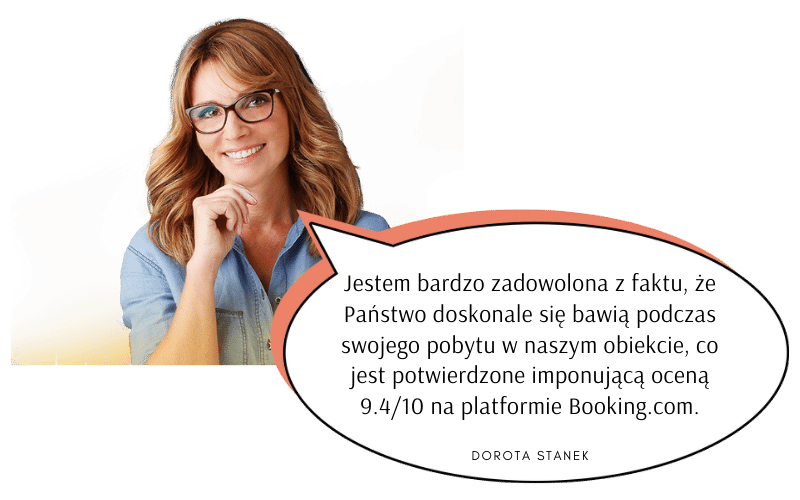 Jestem bardzo zadowolona z faktu, że
Państwo doskonale się bawią podczas
swojego pobytu w naszym obiekcie, co
jest potwierdzone imponującą oceną
9.4/10 na platformie Booking.com.
DOROTA STANEK